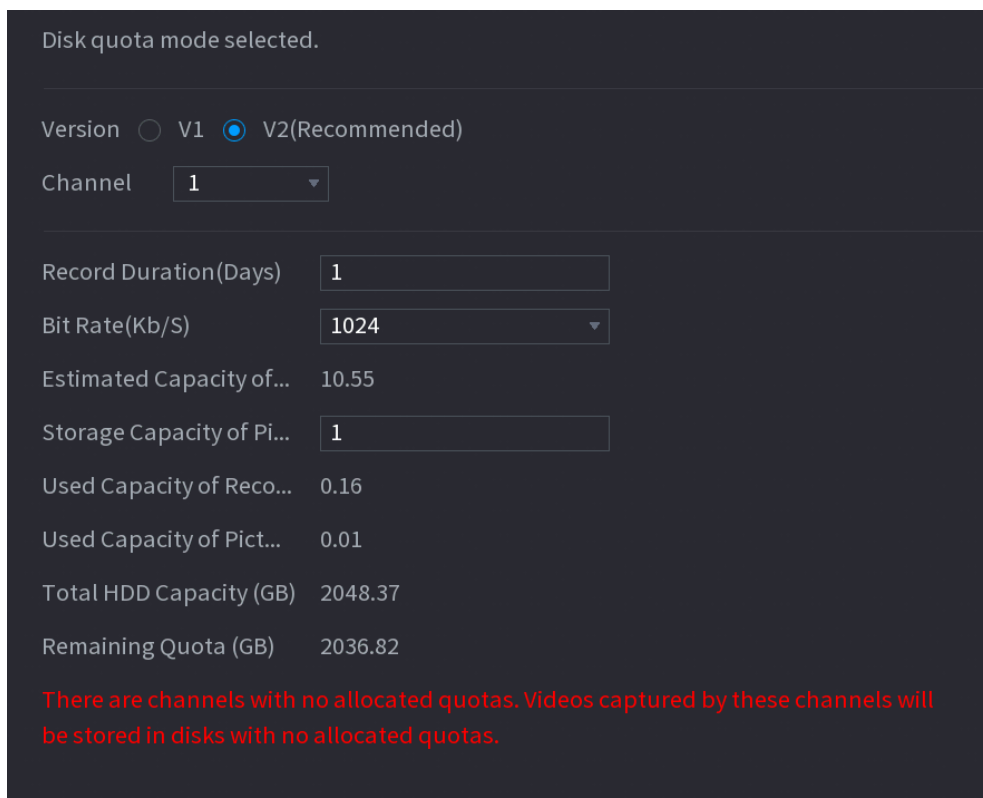 Disk quota mode selected.
Version V1 V2(Recommended)
Channel 1
Record Duration(Days) 1
Bit Rate(Kb/S) 1024
Estimated Capacity of... 10.55
Storage Capacity of Pi... 1
Used Capacity of Reco... 0.16
Used Capacity of Pict... 0.01
Total HDD Capacity (GB) 2048.37
Remaining Quota (GB) 2036.82
There are channels with no allocated quotas. Videos captured by these channels will
be stored in disks with no allocated quotas.